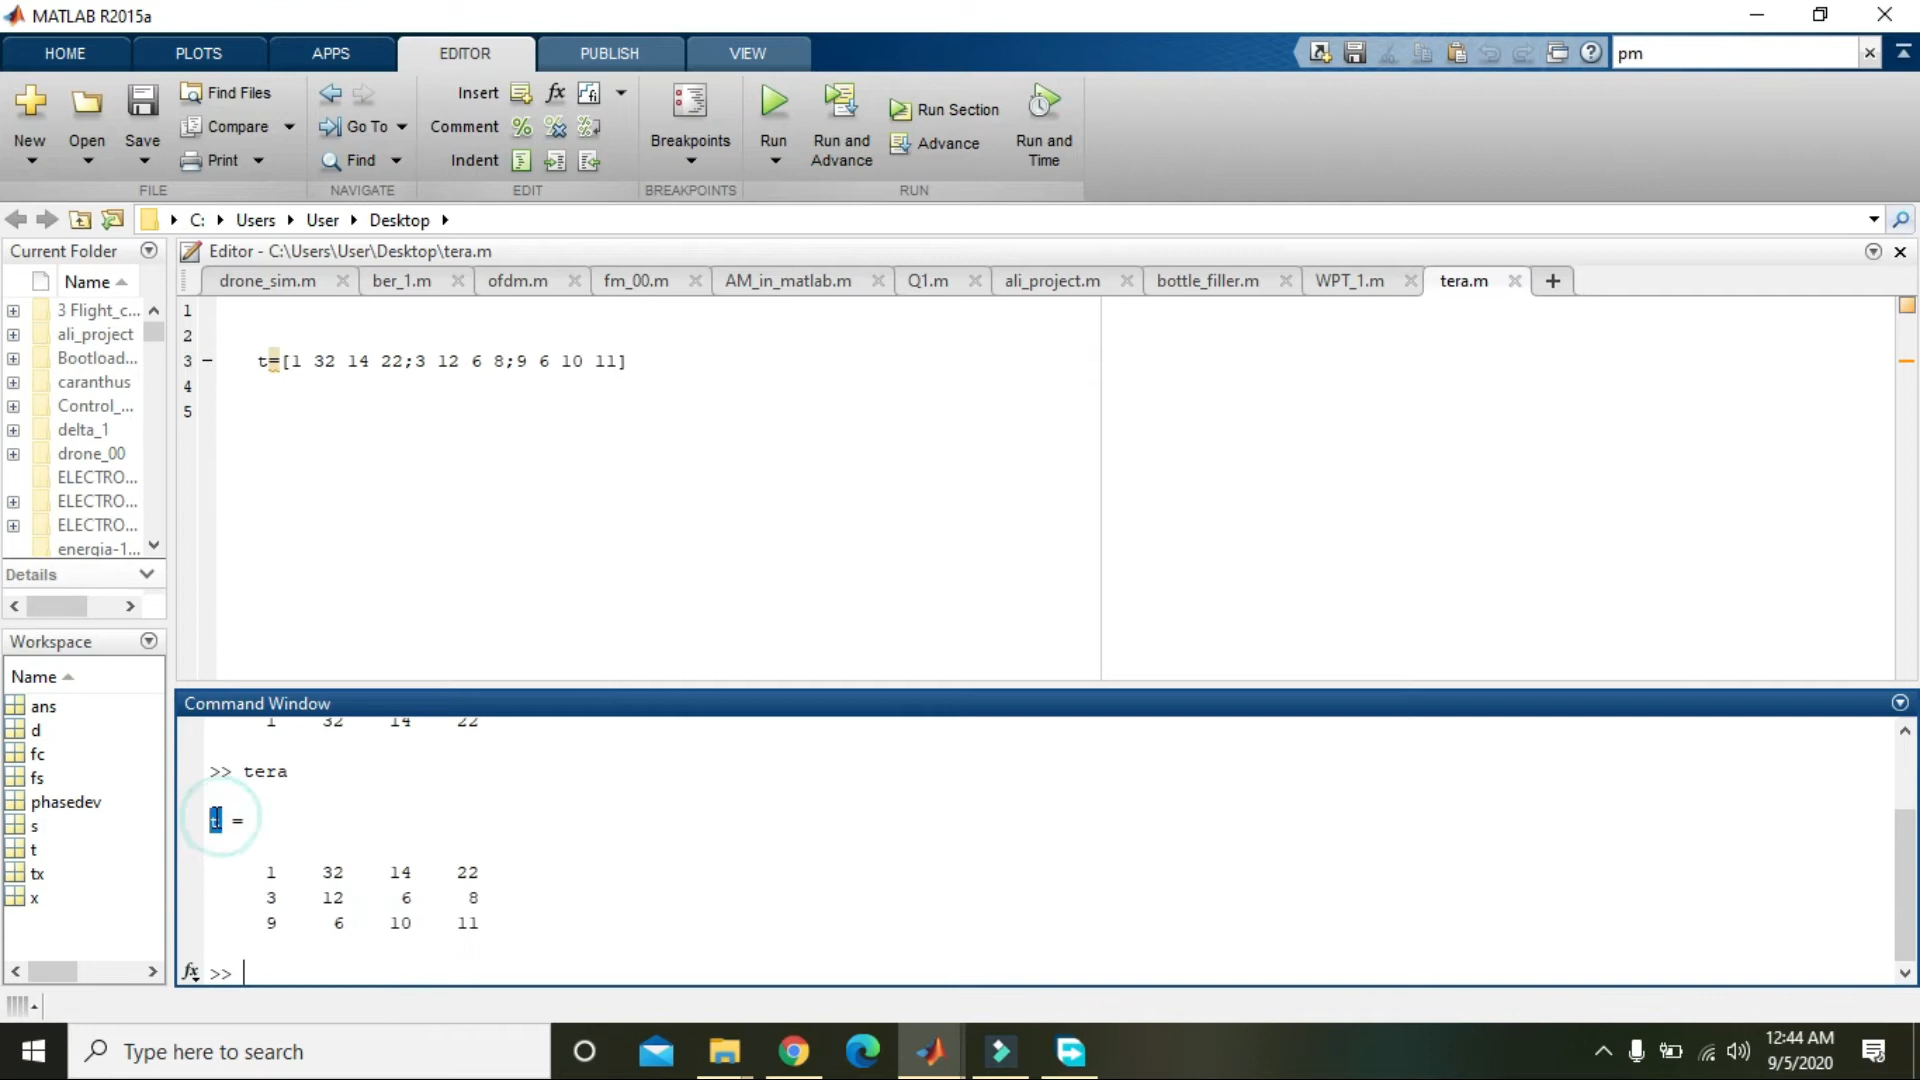 MATLAB R2015a
HOME PLOTS APPS EDITOR PUBLISH VIEW pm
New Open Save Find Files Compare Print
FILE
Go To Find
NAVIGATE
Insert fx
Comment
Indent
EDIT
Breakpoints
BREAKPOINTS
Run Run and Advance Run Section Advance Run and Time
RUN
C: Users User Desktop
Current Folder
Name
3 Flight_c...
ali_project
Bootload...
caranthus
Control_...
delta_1
drone_00
ELECTRO...
ELECTRO...
ELECTRO...
energia-1...
Details
Workspace
Name
ans
d
fc
fs
phasedev
s
t
tx
x
Editor - C:\Users\User\Desktop\tera.m
drone_sim.m ber_1.m ofdm.m fm_00.m AM_in_matlab.m Q1.m ali_project.m bottle_filler.m WPT_1.m tera.m
1
2
3 - t=[1 32 14 22;3 12 6 8;9 6 10 11]
4
5
Command Window
1 32 14 22
>> tera
t =
1 32 14 22
3 12 6 8
9 6 10 11
fx >>
Type here to search
12:44 AM
9/5/2020